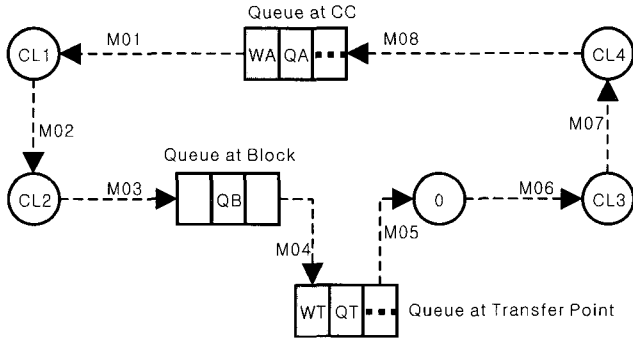 Queue at CC
CL1
M01
WA QA
M08
CL4
M02
M07
Queue at Block
CL2
M03
QB
0
M06
CL3
M04
M05
WT QT
Queue at Transfer Point